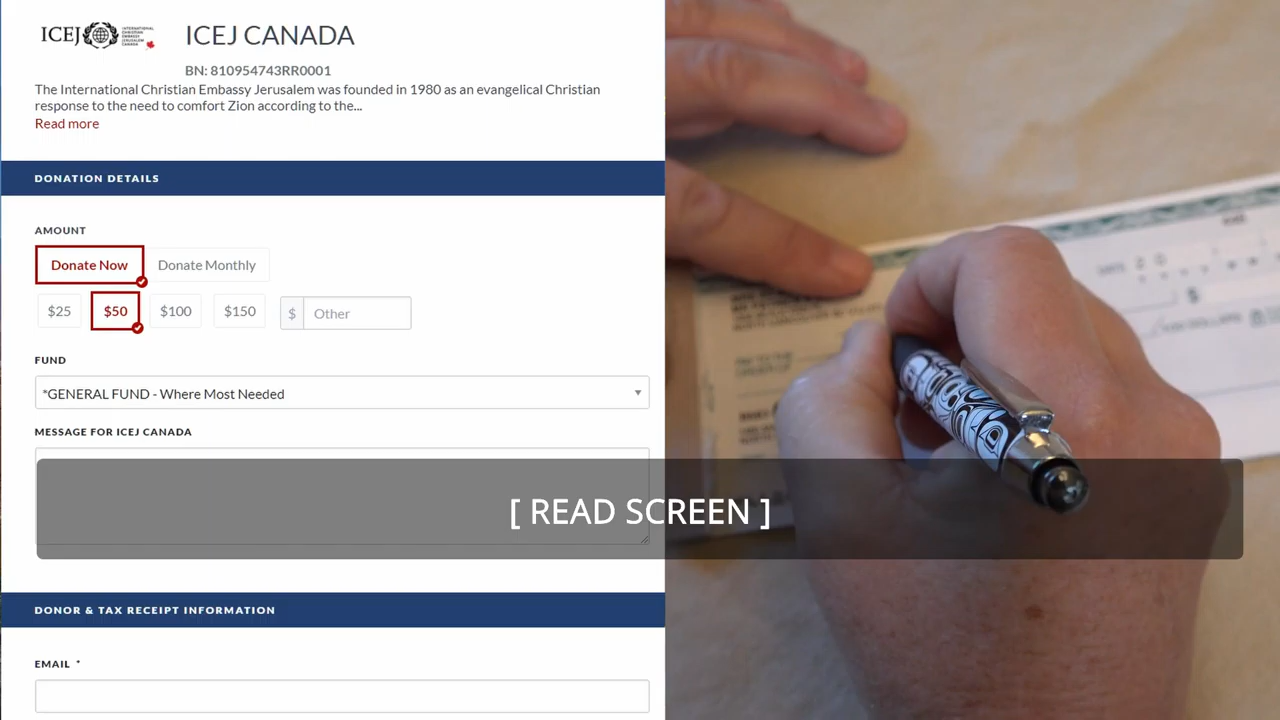 ICEJ
INTERNATIONAL
CHRISTIAN
EMBASSY
JERUSALEM
CANADA
ICEJ CANADA
BN: 810954743RR0001
The International Christian Embassy Jerusalem was founded in 1980 as an evangelical Christian
response to the need to comfort Zion according to the...
Read more
DONATION DETAILS
AMOUNT
Donate Now
Donate Monthly
$25
$50
$100
$150
$ Other
FUND
*GENERAL FUND - Where Most Needed
MESSAGE FOR ICEJ CANADA
[ READ SCREEN ]
DONOR & TAX RECEIPT INFORMATION
EMAIL *
DATE 2 0
$